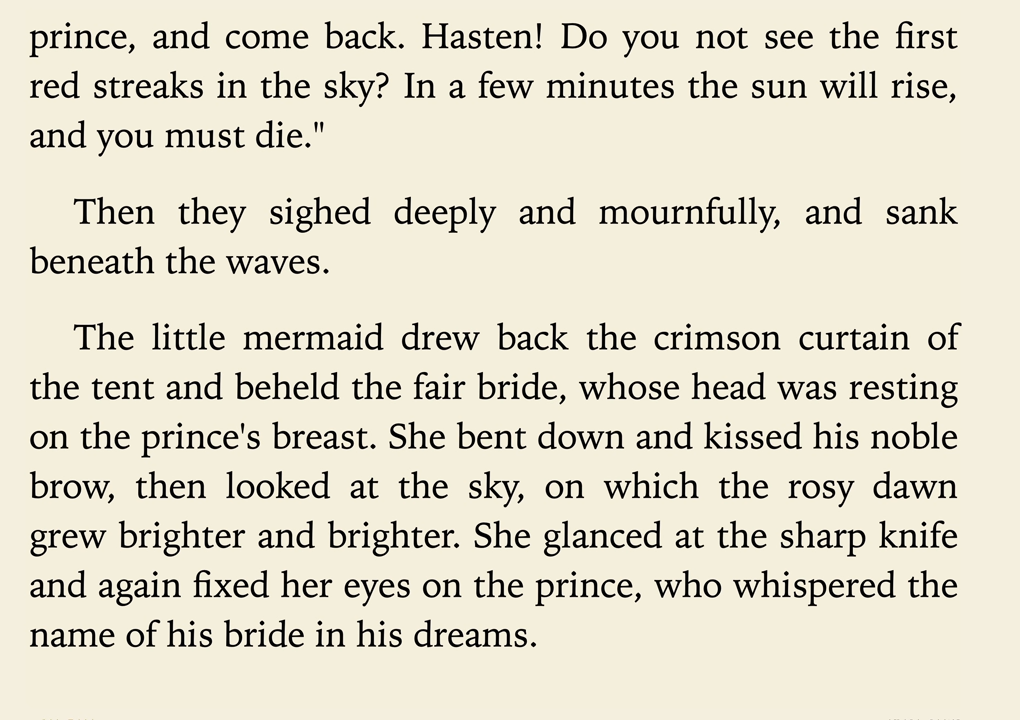 prince, and come back. Hasten! Do you not see the first
red streaks in the sky? In a few minutes the sun will rise,
and you must die."
Then they sighed deeply and mournfully, and sank
beneath the waves.
The little mermaid drew back the crimson curtain of
the tent and beheld the fair bride, whose head was resting
on the prince's breast. She bent down and kissed his noble
brow, then looked at the sky, on which the rosy dawn
grew brighter and brighter. She glanced at the sharp knife
and again fixed her eyes on the prince, who whispered the
name of his bride in his dreams.